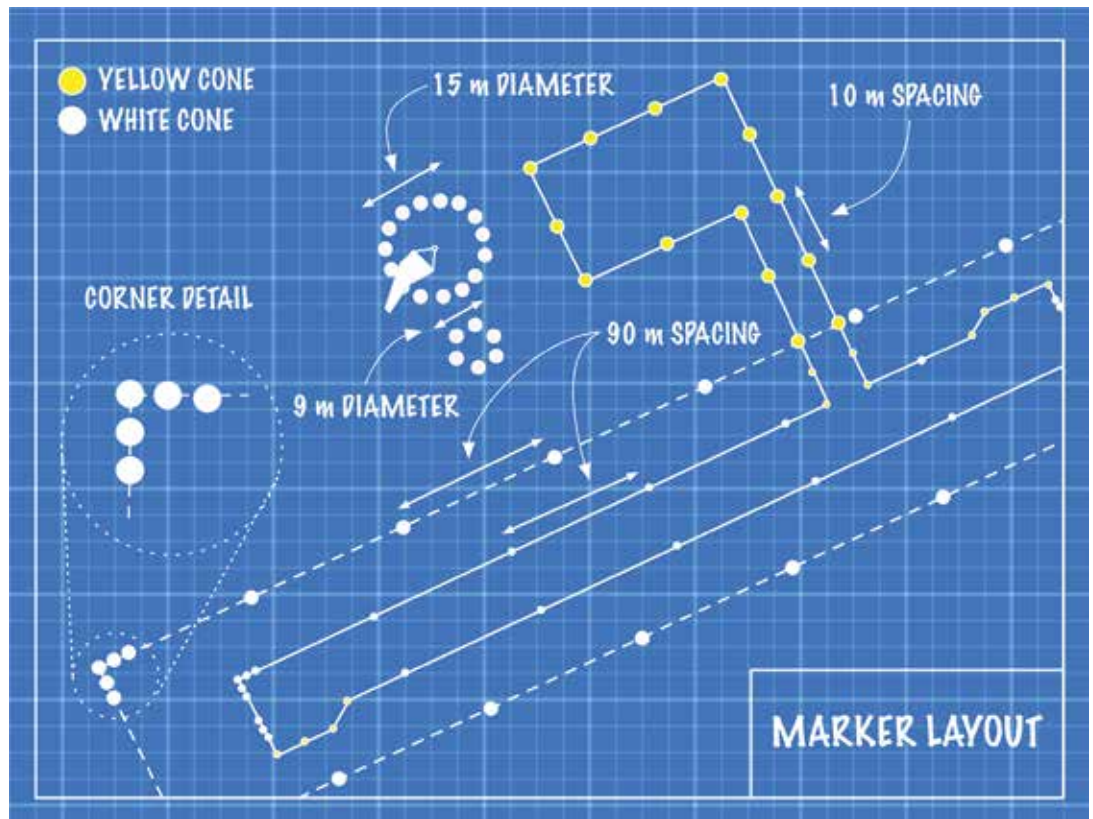 YELLOW CONE
WHITE CONE
15 m DIAMETER
10 m SPACING
CORNER DETAIL
90 m SPACING
9 m DIAMETER
MARKER LAYOUT